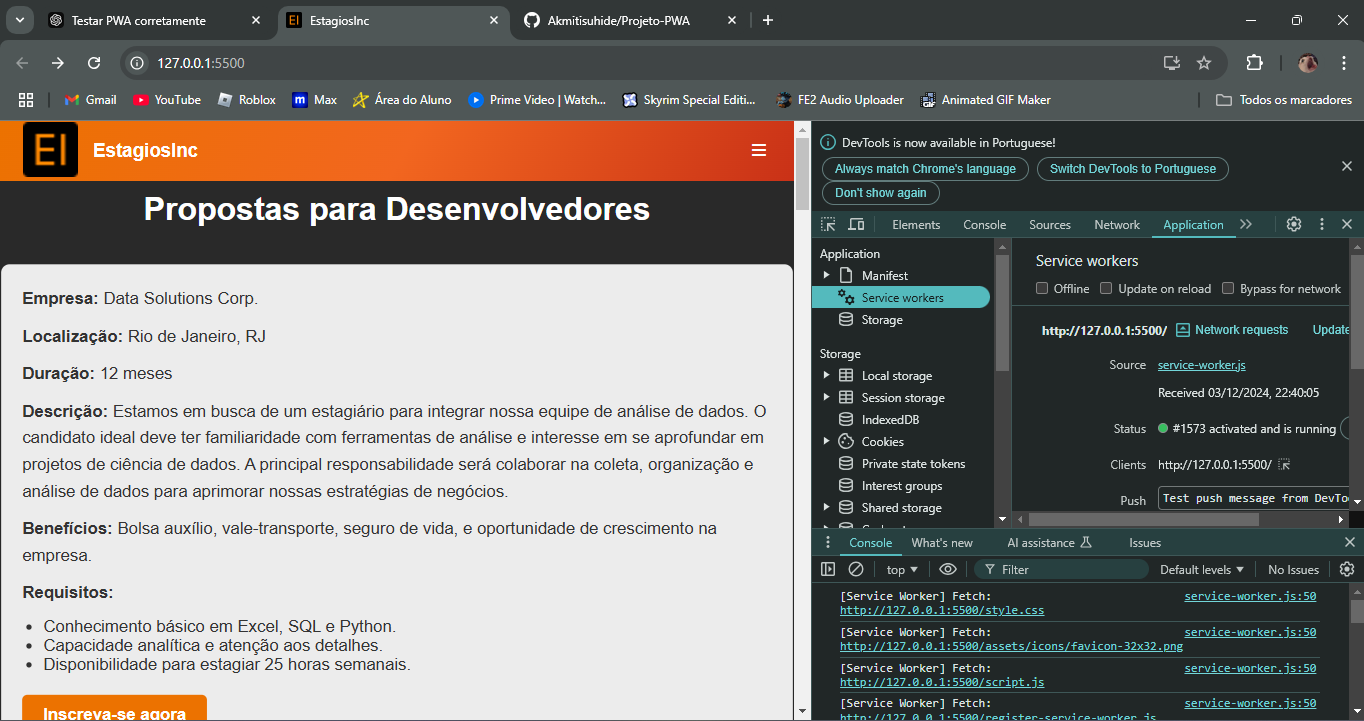 Testar PWA corretamente
EstagiosInc
Akmitisuhide/Projeto-PWA
127.0.0.1:5500
Gmail
YouTube
Roblox
Max
Área do Aluno
Prime Video | Watch...
Skyrim Special Editi...
FE2 Audio Uploader
Animated GIF Maker
Todos os marcadores
EI
EstagiosInc
Propostas para Desenvolvedores
Empresa: Data Solutions Corp.
Localização: Rio de Janeiro, RJ
Duração: 12 meses
Descrição: Estamos em busca de um estagiário para integrar nossa equipe de análise de dados. O
candidato ideal deve ter familiaridade com ferramentas de análise e interesse em se aprofundar em
projetos de ciência de dados. A principal responsabilidade será colaborar na coleta, organização e
análise de dados para aprimorar nossas estratégias de negócios.
Benefícios: Bolsa auxílio, vale-transporte, seguro de vida, e oportunidade de crescimento na
empresa.
Requisitos:
Conhecimento básico em Excel, SQL e Python.
Capacidade analítica e atenção aos detalhes.
Disponibilidade para estagiar 25 horas semanais.
Inscreva-se agora
DevTools is now available in Portuguese!
Always match Chrome's language
Switch DevTools to Portuguese
Don't show again
Elements
Console
Sources
Network
Application
Application
Manifest
Service workers
Storage
Storage
Local storage
Session storage
IndexedDB
Cookies
Private state tokens
Interest groups
Shared storage
Service workers
Offline
Update on reload
Bypass for network
http://127.0.0.1:5500/
Network requests
Update
Source
service-worker.js
Received 03/12/2024, 22:40:05
Status
#1573 activated and is running
Clients
http://127.0.0.1:5500/
Push
Test push message from DevToo
Console
What's new
AI assistance
Issues
top
Filter
Default levels
No Issues
[Service Worker] Fetch:
service-worker.js:50
http://127.0.0.1:5500/style.css
[Service Worker] Fetch:
service-worker.js:50
http://127.0.0.1:5500/assets/icons/favicon-32x32.png
[Service Worker] Fetch:
service-worker.js:50
http://127.0.0.1:5500/script.js
[Service Worker] Fetch:
service-worker.js:50
http://127.0.0.1:5500/register-service-worker.js